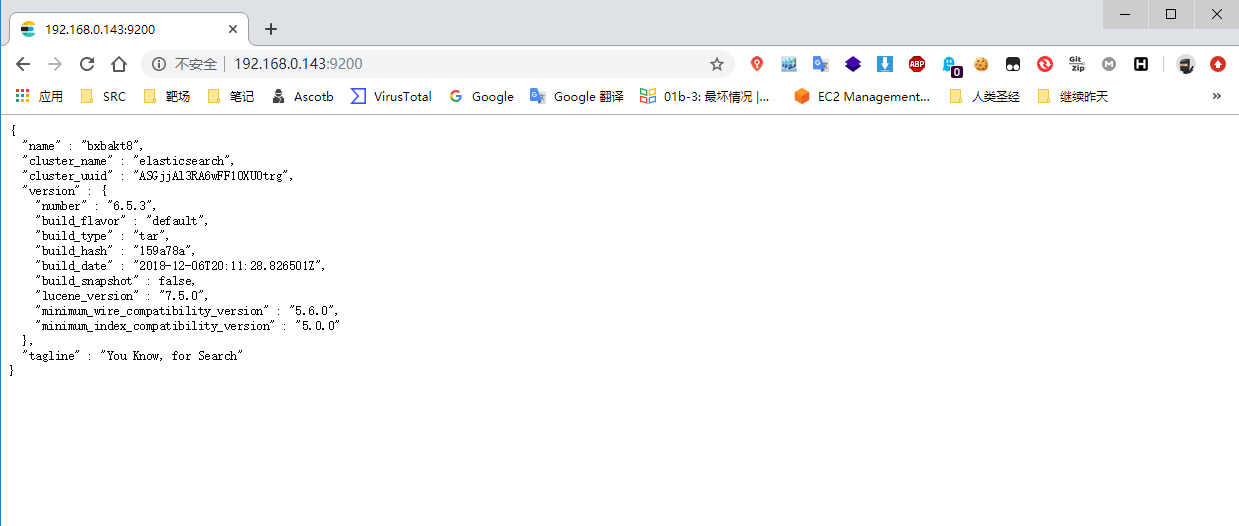 192.168.0.143:9200
不安全 192.168.0.143:9200
ABP 0 Git Zip M H
应用 SRC 靶场 笔记 Ascotb VirusTotal Google Google 翻译 01b-3: 最坏情况 |... EC2 Management... 人类圣经 继续昨天 »
{
"name" : "bxbakt8",
"cluster_name" : "elasticsearch",
"cluster_uuid" : "ASGjjAl3RA6wFF10XU0trg",
"version" : {
"number" : "6.5.3",
"build_flavor" : "default",
"build_type" : "tar",
"build_hash" : "159a78a",
"build_date" : "2018-12-06T20:11:28.826501Z",
"build_snapshot" : false,
"lucene_version" : "7.5.0",
"minimum_wire_compatibility_version" : "5.6.0",
"minimum_index_compatibility_version" : "5.0.0"
},
"tagline" : "You Know, for Search"
}